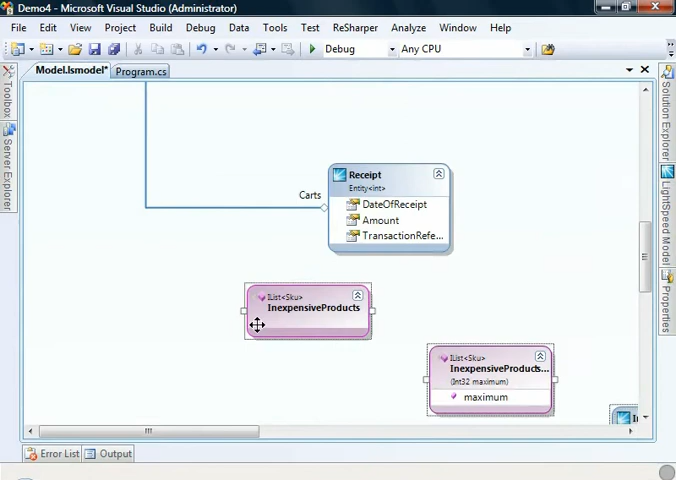 Demo4 - Microsoft Visual Studio (Administrator)
File Edit View Project Build Debug Data Tools Test ReSharper Analyze Window Help
Debug Any CPU
Model.lsmodel* Program.cs
Toolbox
Server Explorer
Solution Explorer
LightSpeed Model
Properties
Receipt
Entity<int>
Carts
DateOfReceipt
Amount
TransactionRefe...
IList<Sku>
InexpensiveProducts
IList<Sku>
InexpensiveProducts...
(Int32 maximum)
maximum
Error List Output